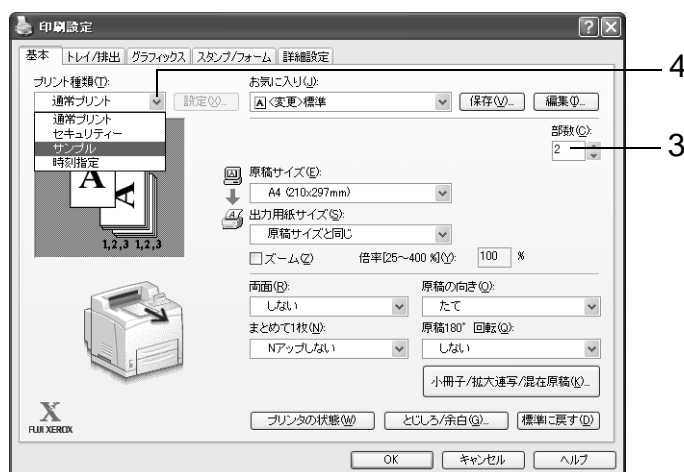 印刷設定
基本 トレイ/排出 グラフィックス スタンプ/フォーム 詳細設定
4
プリント種類(T):
通常プリント 設定(X)...
通常プリント
セキュリティー
サンプル
時刻指定
お気に入り(J):
A <変更>標準 保存(V)... 編集(I)...
部数(C):
2
3
A A
1,2,3 1,2,3
原稿サイズ(E):
A4 (210x297mm)
出力用紙サイズ(S):
原稿サイズと同じ
ズーム(Z) 倍率[25～400 %](Y): 100 %
両面(R):
しない
原稿の向き(O):
たて
まとめて1枚(N):
Nアップしない
原稿180° 回転(Q):
しない
小冊子/拡大連写/混在原稿(K)...
X
FUJI XEROX
プリンタの状態(W) とじしろ/余白(G)... 標準に戻す(D)
OK キャンセル ヘルプ